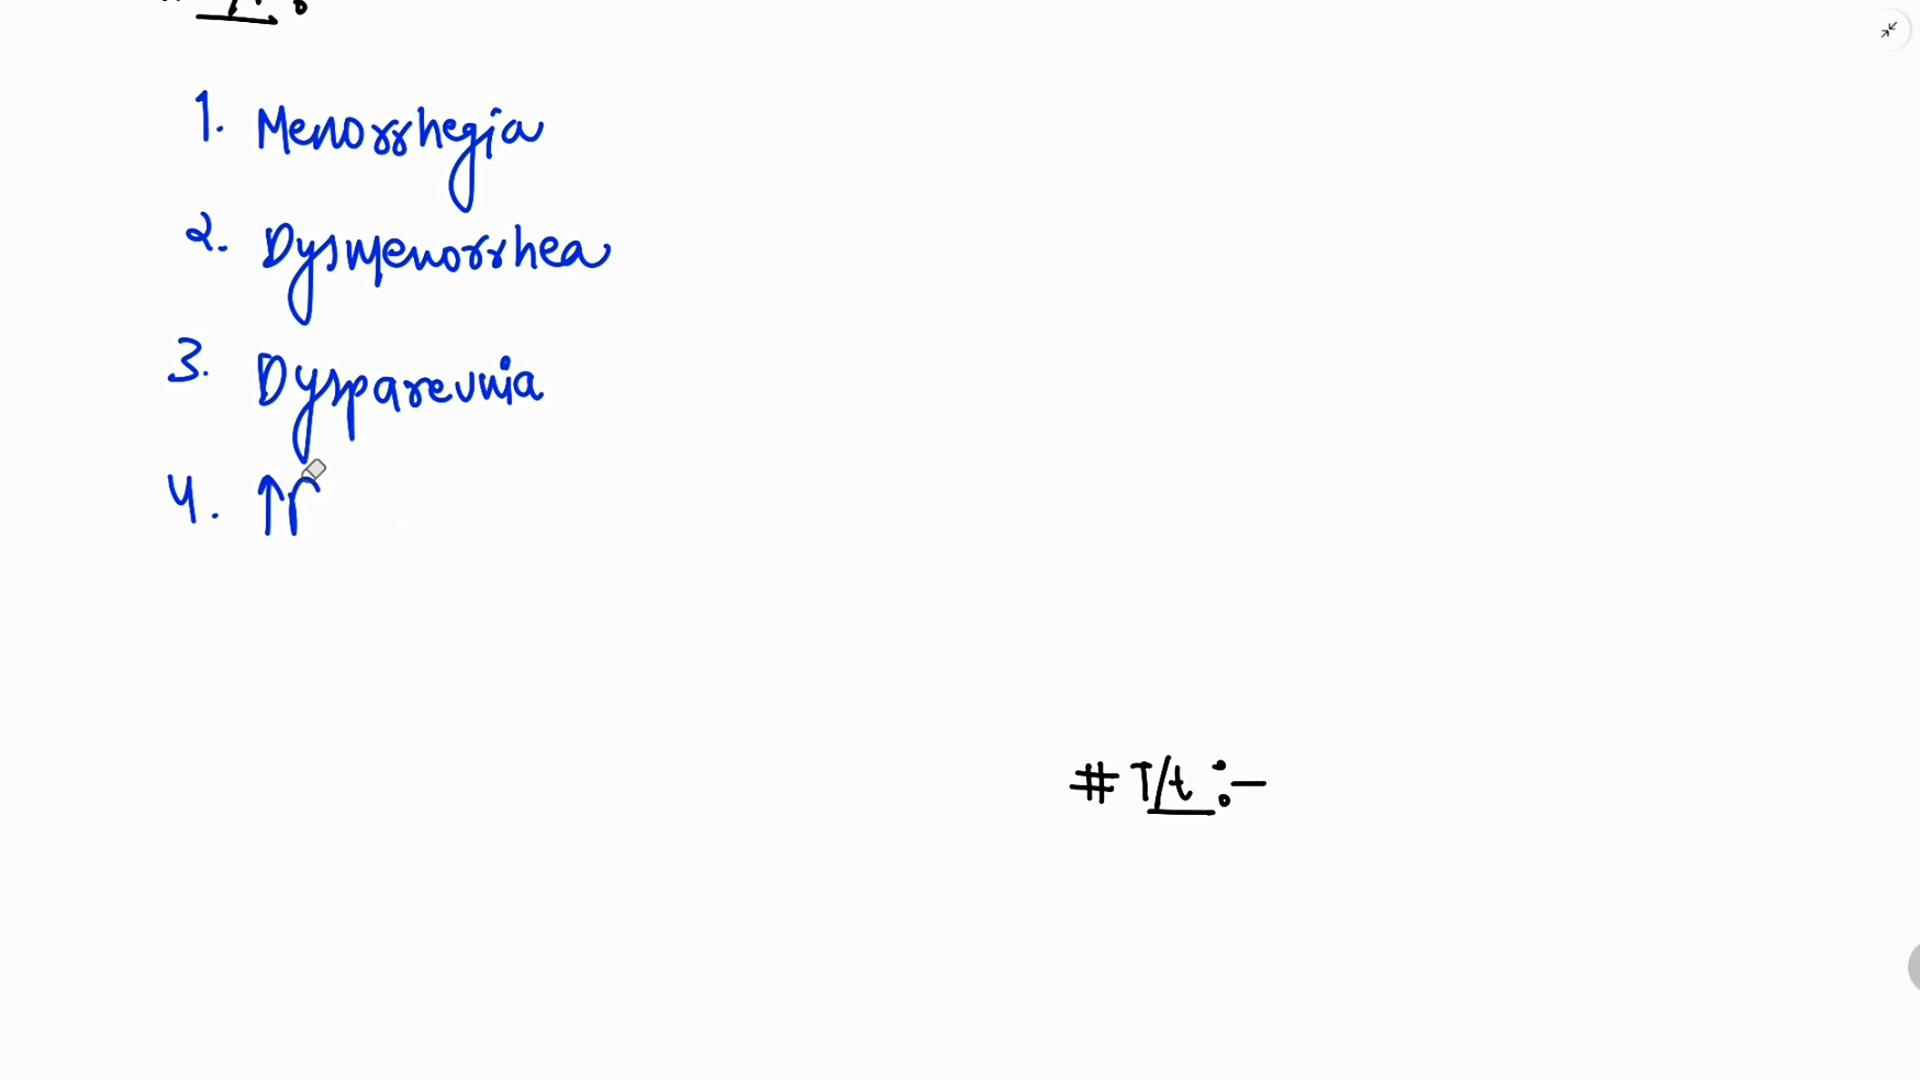 1. Menorrhegia
2. Dysmenorrhea
3. Dyspareunia
4. ↑
# T/t :-